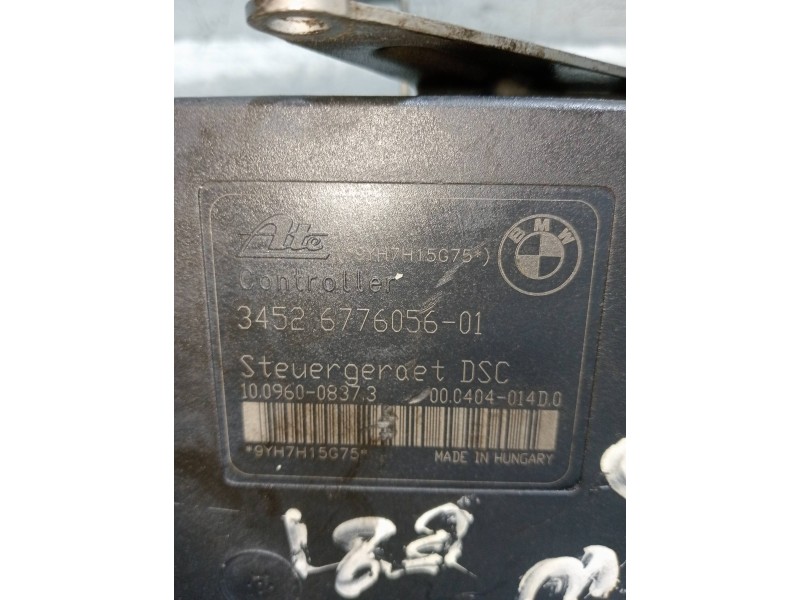 Ate (*9YH7H15G75*)
BMW
Controller
3452 6776056-01
Steuergeraet DSC
10.0960-0837.3 00.0404-014D.0
*9YH7H15G75* MADE IN HUNGARY